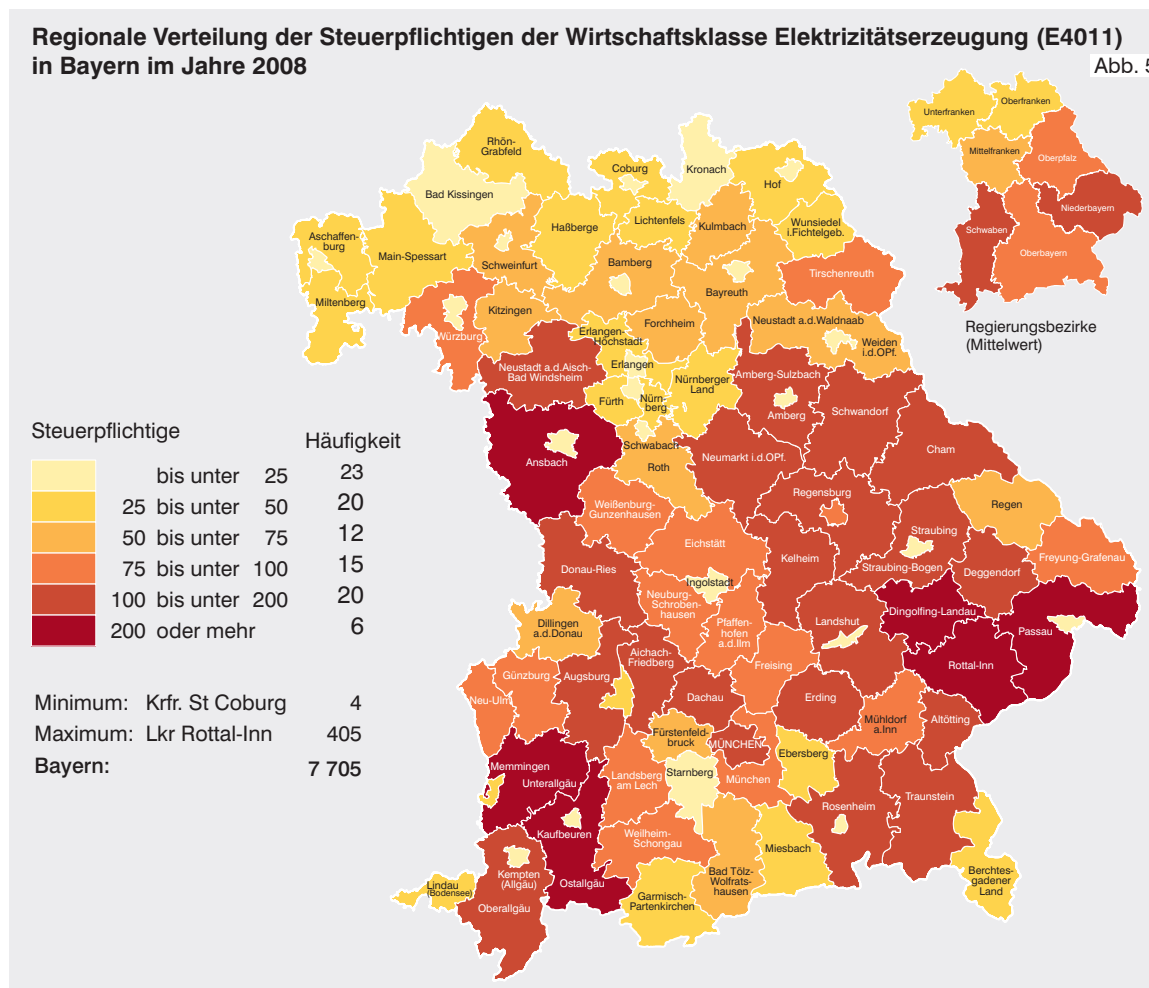 Regionale Verteilung der Steuerpflichtigen der Wirtschaftsklasse Elektrizitätserzeugung (E4011)
in Bayern im Jahre 2008
Abb. 5
Unterfranken
Oberfranken
Mittelfranken
Oberpfalz
Niederbayern
Schwaben
Oberbayern
Regierungsbezirke
(Mittelwert)
Rhön-
Grabfeld
Coburg
Kronach
Hof
Bad Kissingen
Lichtenfels
Kulmbach
Wunsiedel
i.Fichtelgeb.
Haßberge
Aschaffen-
burg
Main-Spessart
Schweinfurt
Bamberg
Bayreuth
Tirschenreuth
Miltenberg
Kitzingen
Würzburg
Forchheim
Neustadt a.d.Waldnaab
Weiden
i.d.OPf.
Erlangen-
Höchstadt
Erlangen
Neustadt a.d.Aisch-
Bad Windsheim
Nürnberger
Land
Amberg-Sulzbach
Fürth
Nürn-
berg
Amberg
Schwandorf
Schwabach
Ansbach
Roth
Neumarkt i.d.OPf.
Cham
Weißenburg-
Gunzenhausen
Regensburg
Regen
Straubing
Eichstätt
Kelheim
Straubing-Bogen
Freyung-Grafenau
Donau-Ries
Deggendorf
Ingolstadt
Neuburg-
Schroben-
hausen
Dingolfing-Landau
Dillingen
a.d.Donau
Pfaffen-
hofen
a.d.Ilm
Landshut
Passau
Aichach-
Friedberg
Freising
Rottal-Inn
Günzburg
Augsburg
Neu-Ulm
Dachau
Erding
Mühldorf
a.Inn
Altötting
Fürstenfeld-
bruck
MÜNCHEN
Ebersberg
Memmingen
Unterallgäu
Landsberg
am Lech
Starnberg
München
Rosenheim
Traunstein
Kaufbeuren
Weilheim-
Schongau
Miesbach
Kempten
(Allgäu)
Ostallgäu
Bad Tölz-
Wolfrats-
hausen
Berchtes-
gadener
Land
Lindau
(Bodensee)
Oberallgäu
Garmisch-
Partenkirchen
Steuerpflichtige
Häufigkeit
bis unter 25 23
25 bis unter 50 20
50 bis unter 75 12
75 bis unter 100 15
100 bis unter 200 20
200 oder mehr 6
Minimum: Krfr. St Coburg 4
Maximum: Lkr Rottal-Inn 405
Bayern: 7 705